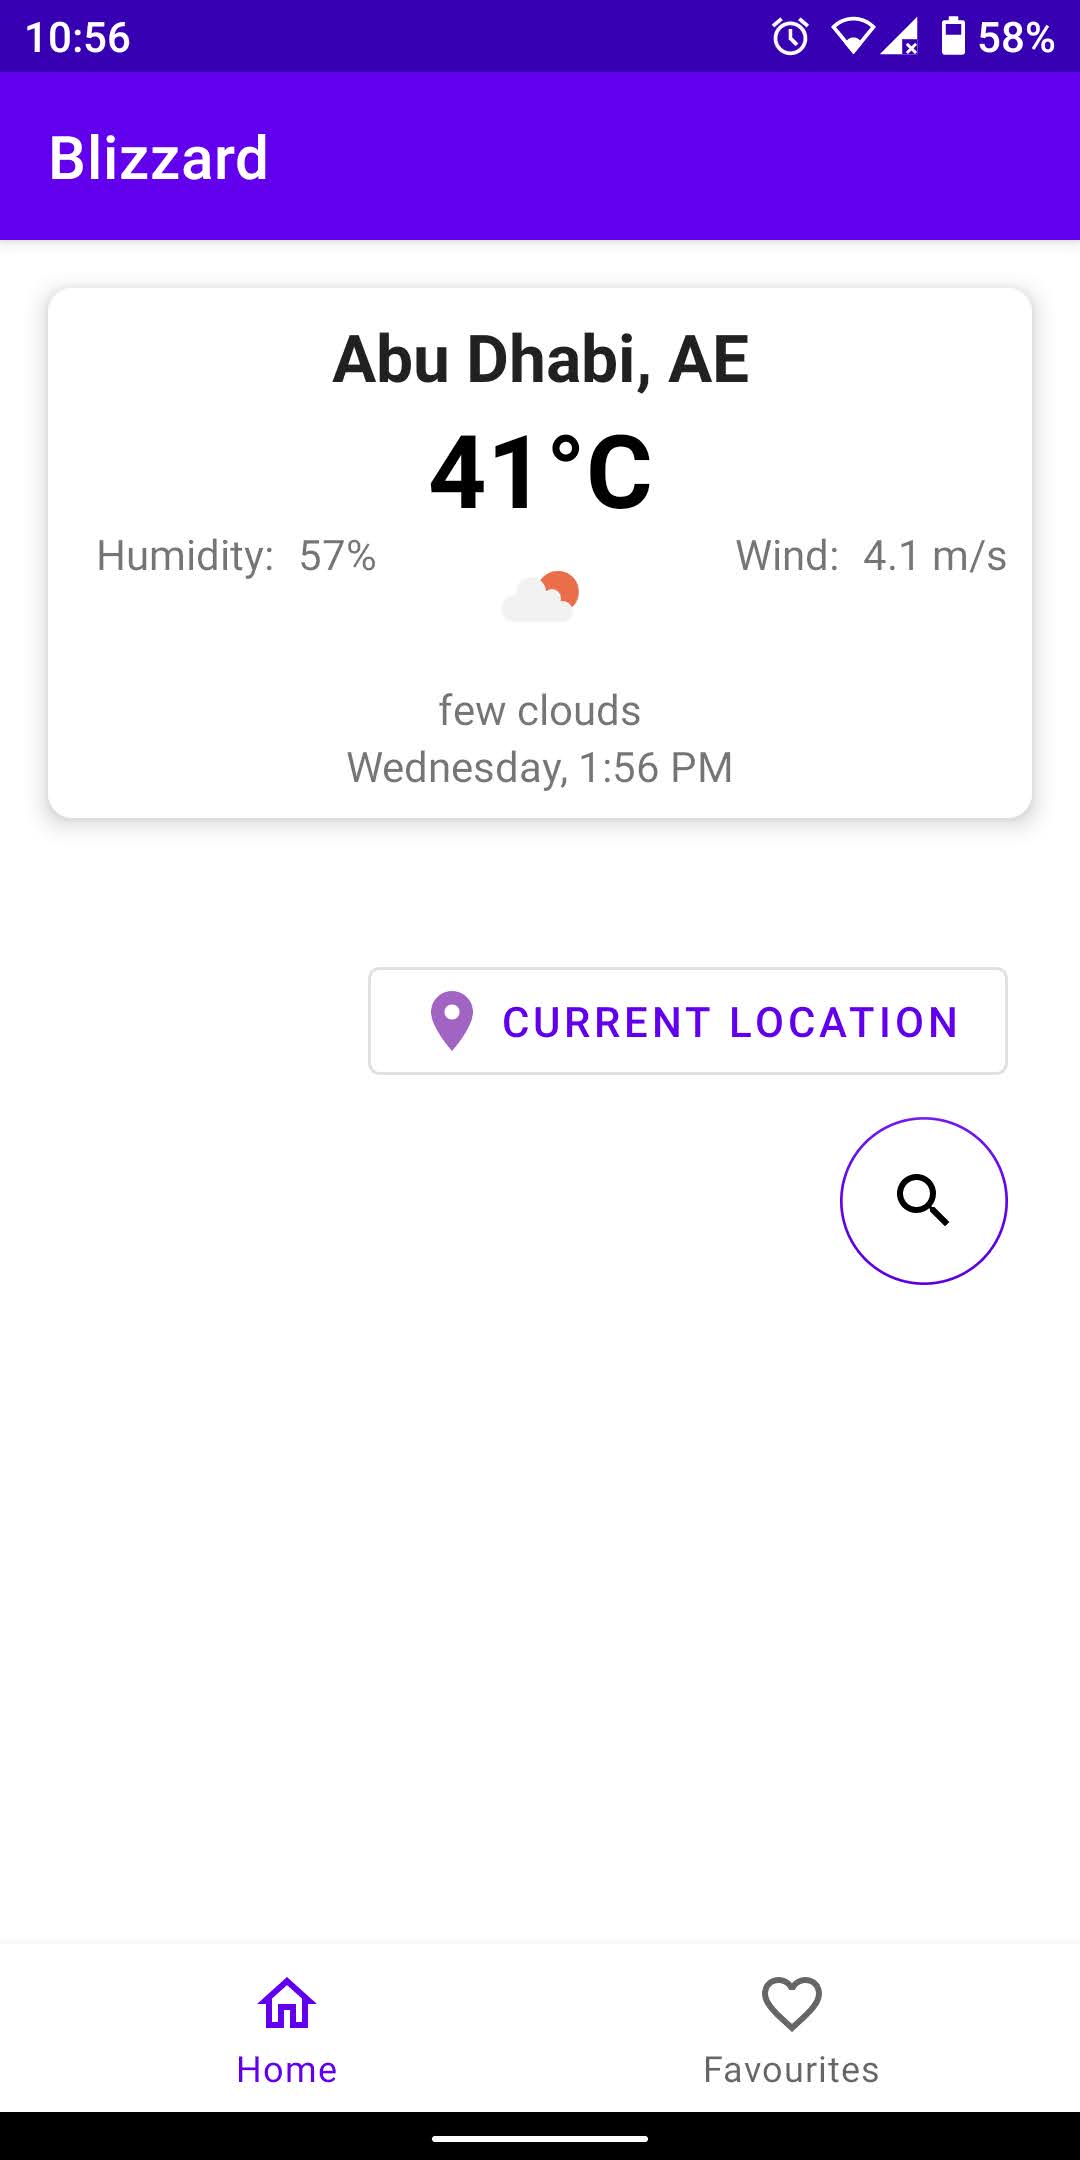 10:56 58%
Blizzard
Abu Dhabi, AE
41°C
Humidity: 57% Wind: 4.1 m/s
few clouds
Wednesday, 1:56 PM
CURRENT LOCATION
Home Favourites